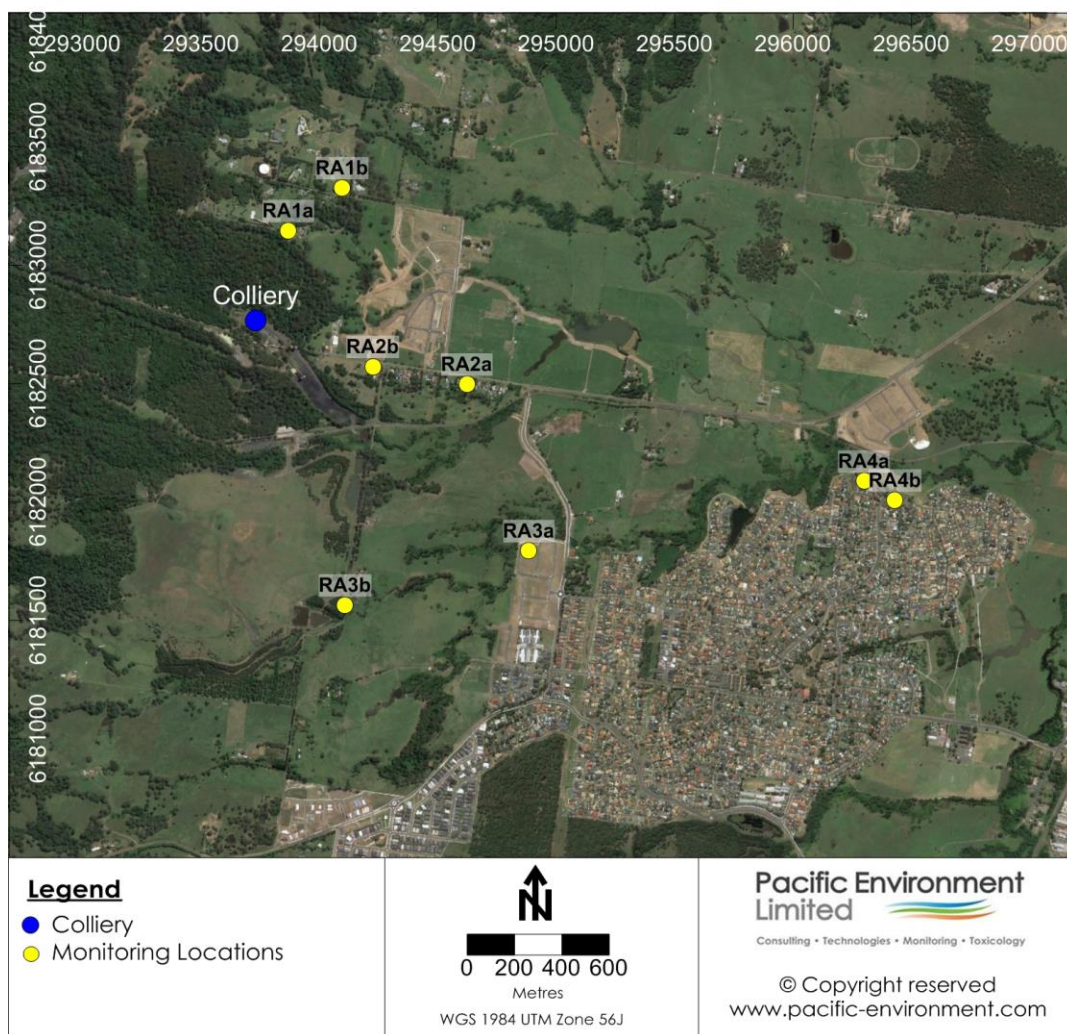 293000 293500 294000 294500 295000 295500 296000 296500 297000
6183500
6183000
6182500
6182000
6181500
6181000
RA1b
RA1a
Colliery
RA2b
RA2a
RA4a
RA4b
RA3a
RA3b
Legend
Colliery
Monitoring Locations
N
0 200 400 600
Metres
WGS 1984 UTM Zone 56J
Pacific Environment
Limited
Consulting • Technologies • Monitoring • Toxicology
© Copyright reserved
www.pacific-environment.com